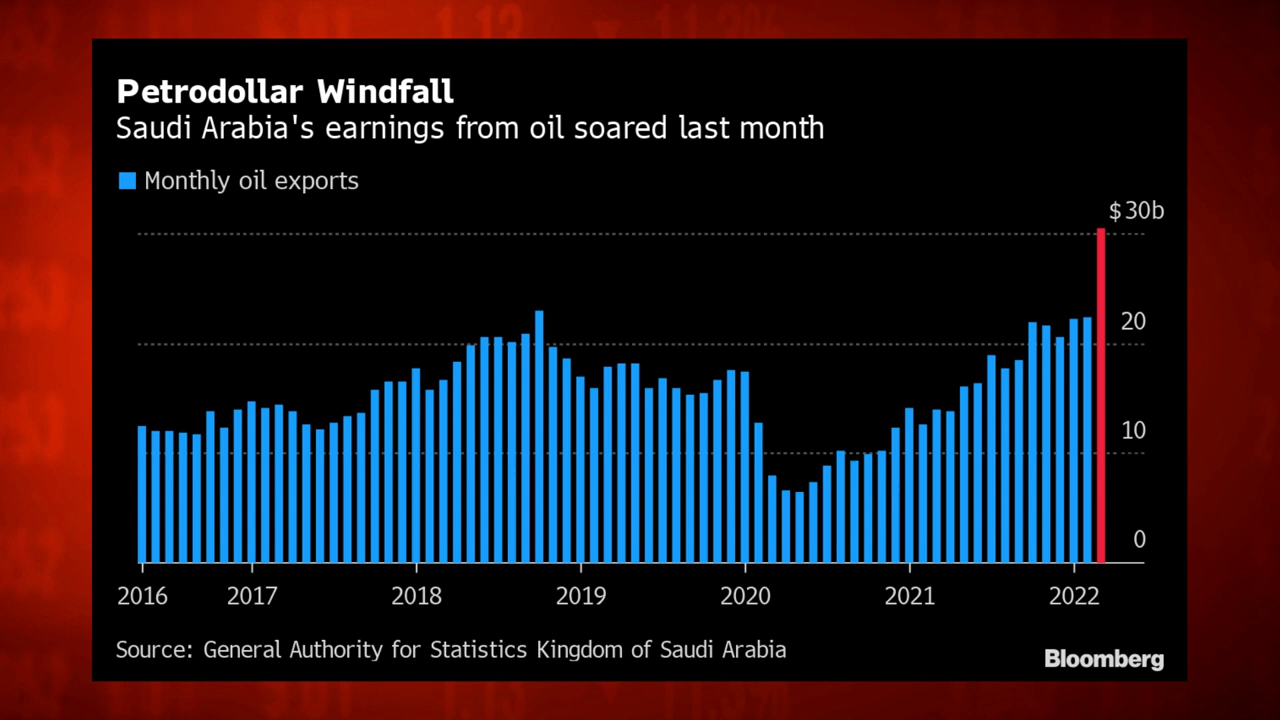 Petrodollar Windfall
Saudi Arabia's earnings from oil soared last month
Monthly oil exports
$30b
20
10
0
2016 2017 2018 2019 2020 2021 2022
Source: General Authority for Statistics Kingdom of Saudi Arabia
Bloomberg